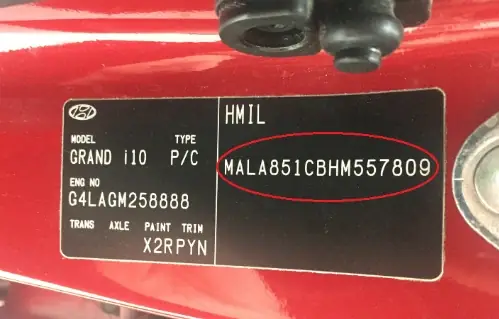 HMIL
MODEL TYPE
GRAND i10 P/C
MALA851CBHM557809
ENG NO
G4LAGM258888
TRANS AXLE PAINT TRIM
X2RPYN